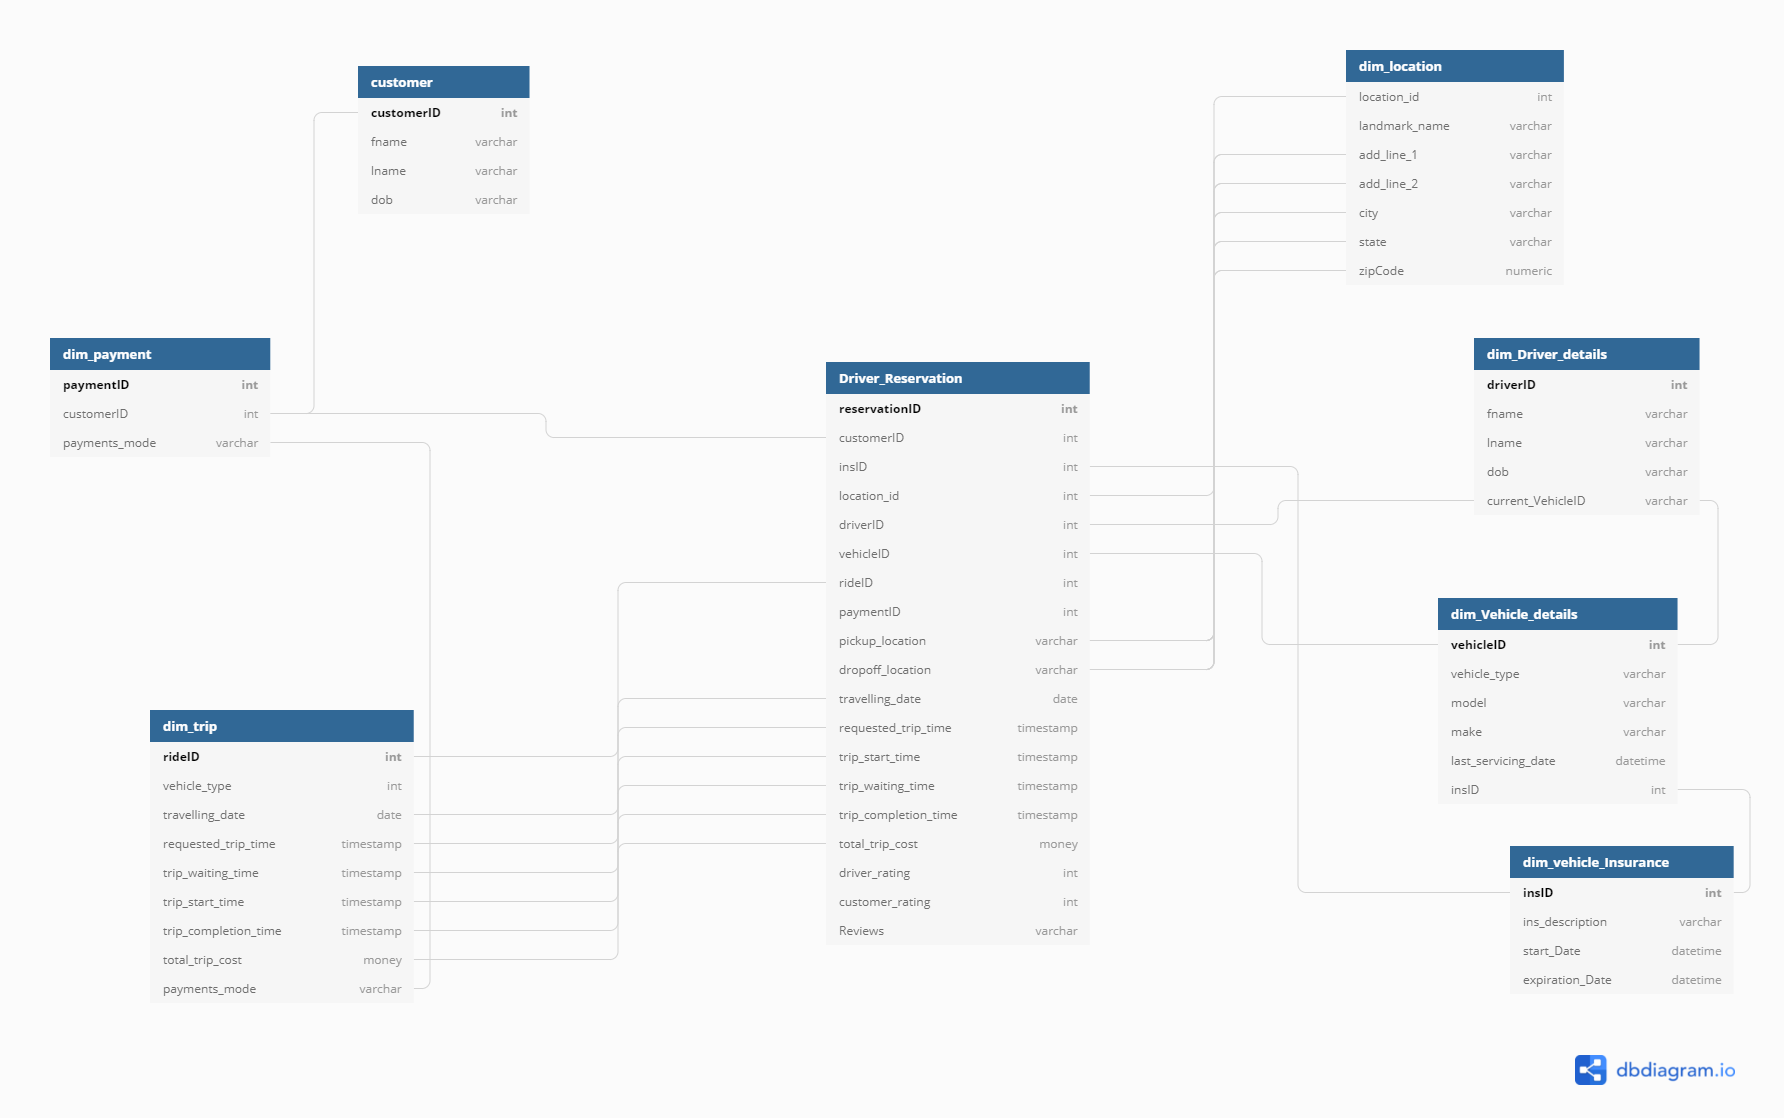 customer
customerID int
fname varchar
lname varchar
dob varchar
dim_location
location_id int
landmark_name varchar
add_line_1 varchar
add_line_2 varchar
city varchar
state varchar
zipCode numeric
dim_payment
paymentID int
customerID int
payments_mode varchar
Driver_Reservation
reservationID int
customerID int
insID int
location_id int
driverID int
vehicleID int
rideID int
paymentID int
pickup_location varchar
dropoff_location varchar
travelling_date date
requested_trip_time timestamp
trip_start_time timestamp
trip_waiting_time timestamp
trip_completion_time timestamp
total_trip_cost money
driver_rating int
customer_rating int
Reviews varchar
dim_Driver_details
driverID int
fname varchar
lname varchar
dob varchar
current_VehicleID varchar
dim_Vehicle_details
vehicleID int
vehicle_type varchar
model varchar
make varchar
last_servicing_date datetime
insID int
dim_trip
rideID int
vehicle_type int
travelling_date date
requested_trip_time timestamp
trip_waiting_time timestamp
trip_start_time timestamp
trip_completion_time timestamp
total_trip_cost money
payments_mode varchar
dim_vehicle_Insurance
insID int
ins_description varchar
start_Date datetime
expiration_Date datetime
dbdiagram.io